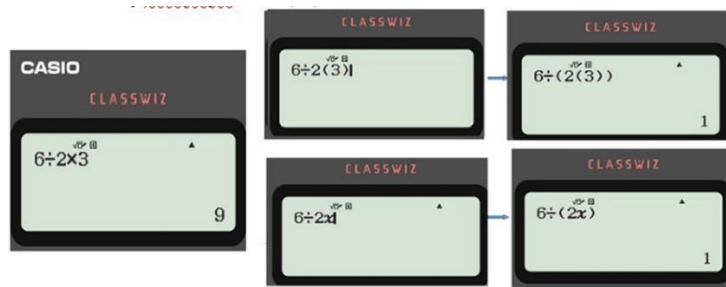 CASIO
CLASSWIZ
6÷2×3
9
CLASSWIZ
6÷2(3)
CLASSWIZ
6÷(2(3))
1
CLASSWIZ
6÷2x
CLASSWIZ
6÷(2x)
1